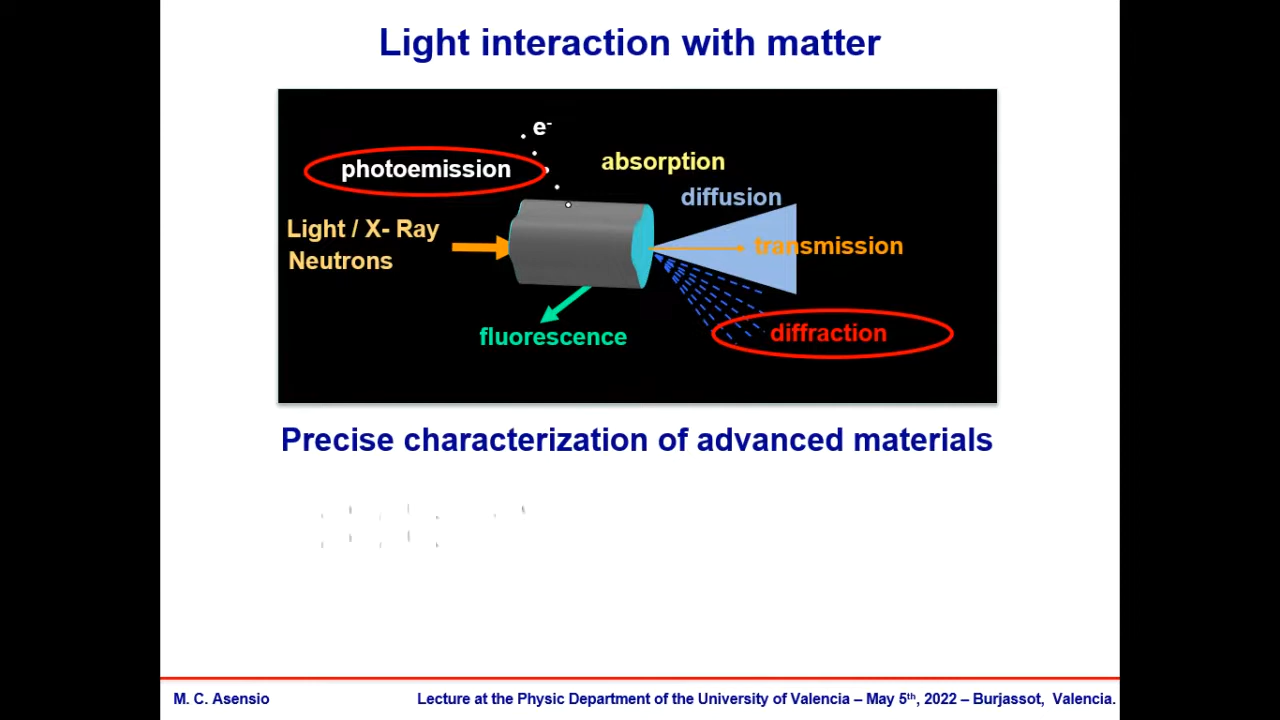 Light interaction with matter
e-
photoemission
absorption
diffusion
Light / X- Ray
Neutrons
transmission
fluorescence
diffraction
Precise characterization of advanced materials
M. C. Asensio
Lecture at the Physic Department of the University of Valencia – May 5th, 2022 – Burjassot, Valencia.